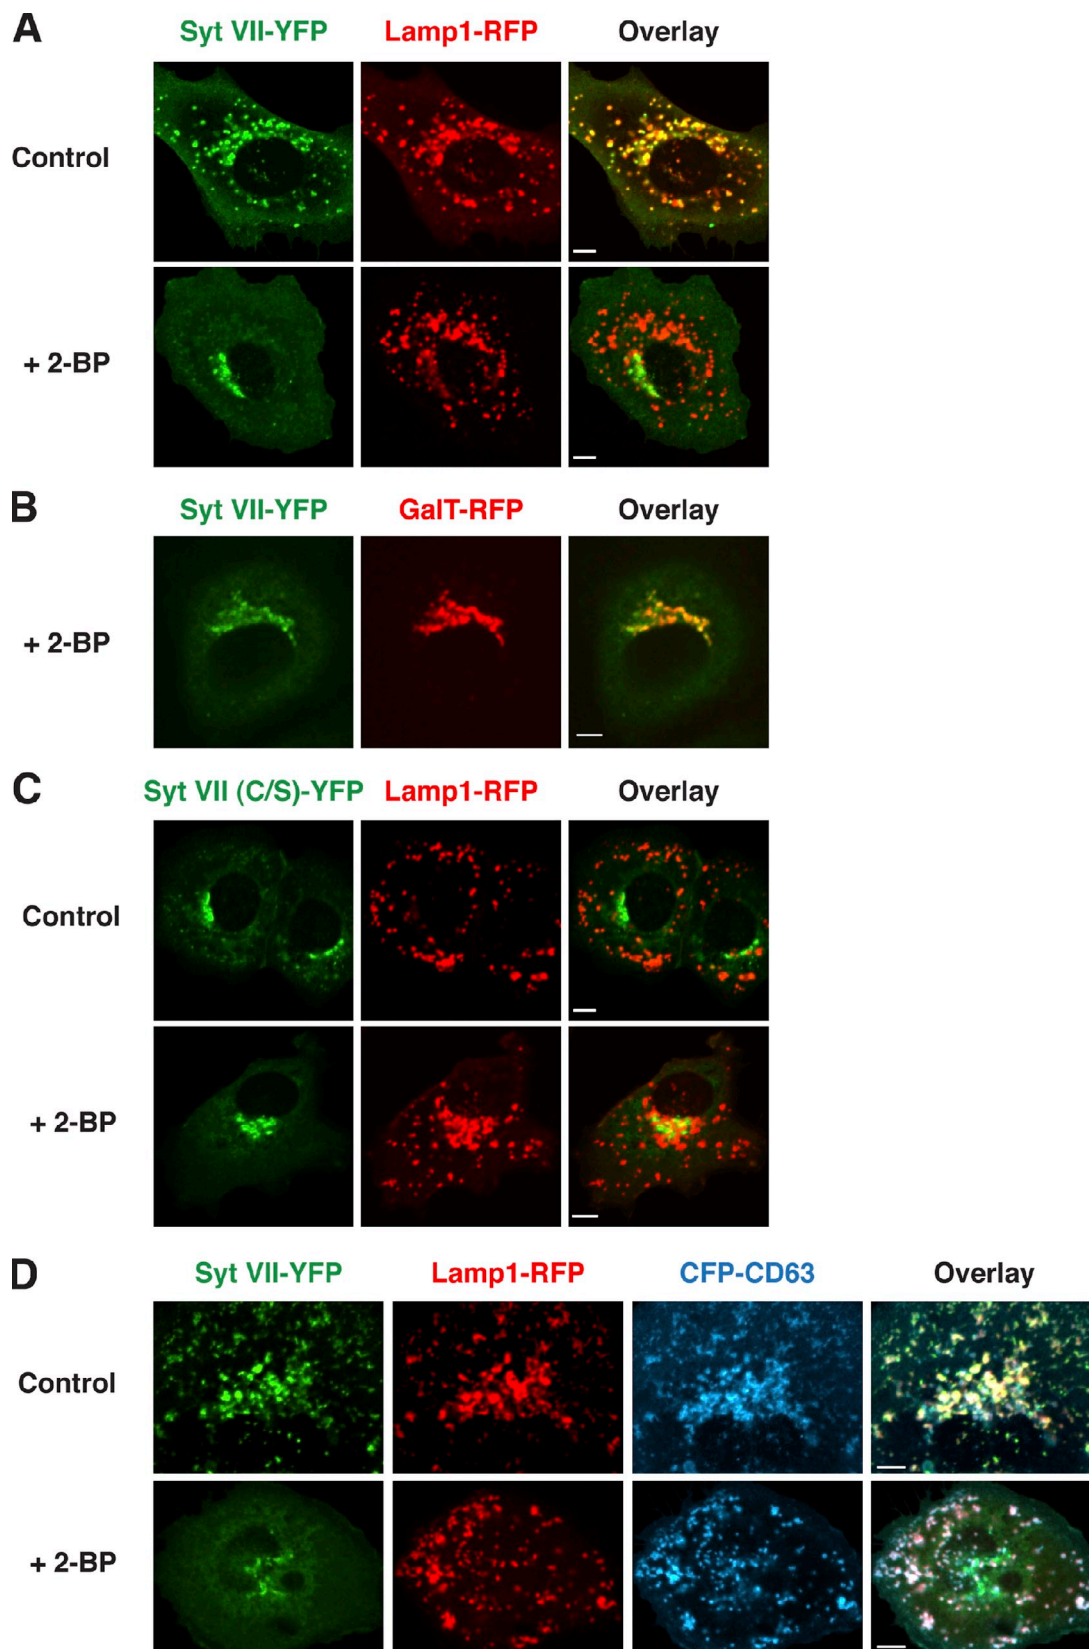 A
Syt VII-YFP Lamp1-RFP Overlay
Control
+ 2-BP
B
Syt VII-YFP GalT-RFP Overlay
+ 2-BP
C
Syt VII (C/S)-YFP Lamp1-RFP Overlay
Control
+ 2-BP
D
Syt VII-YFP Lamp1-RFP CFP-CD63 Overlay
Control
+ 2-BP